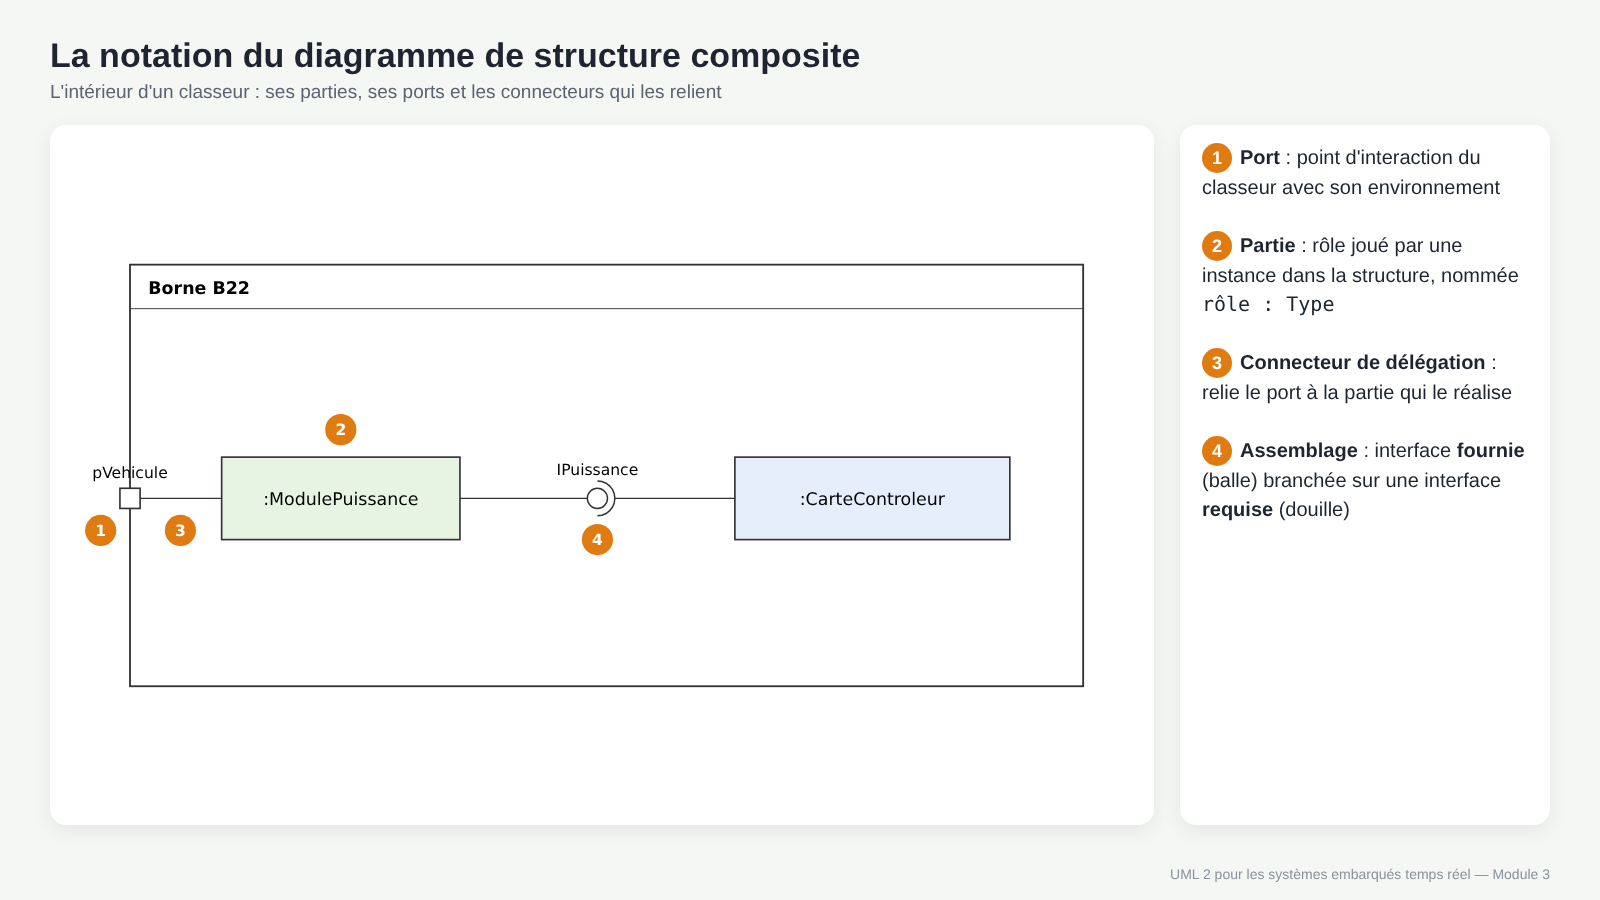 La notation du diagramme de structure composite
L'intérieur d'un classeur : ses parties, ses ports et les connecteurs qui les relient
Borne B22
2
pVehicule
IPuissance
:ModulePuissance
:CarteControleur
1
3
4
1 Port : point d'interaction du
classeur avec son environnement
2 Partie : rôle joué par une
instance dans la structure, nommée
rôle : Type
3 Connecteur de délégation :
relie le port à la partie qui le réalise
4 Assemblage : interface fournie
(balle) branchée sur une interface
requise (douille)
UML 2 pour les systèmes embarqués temps réel — Module 3